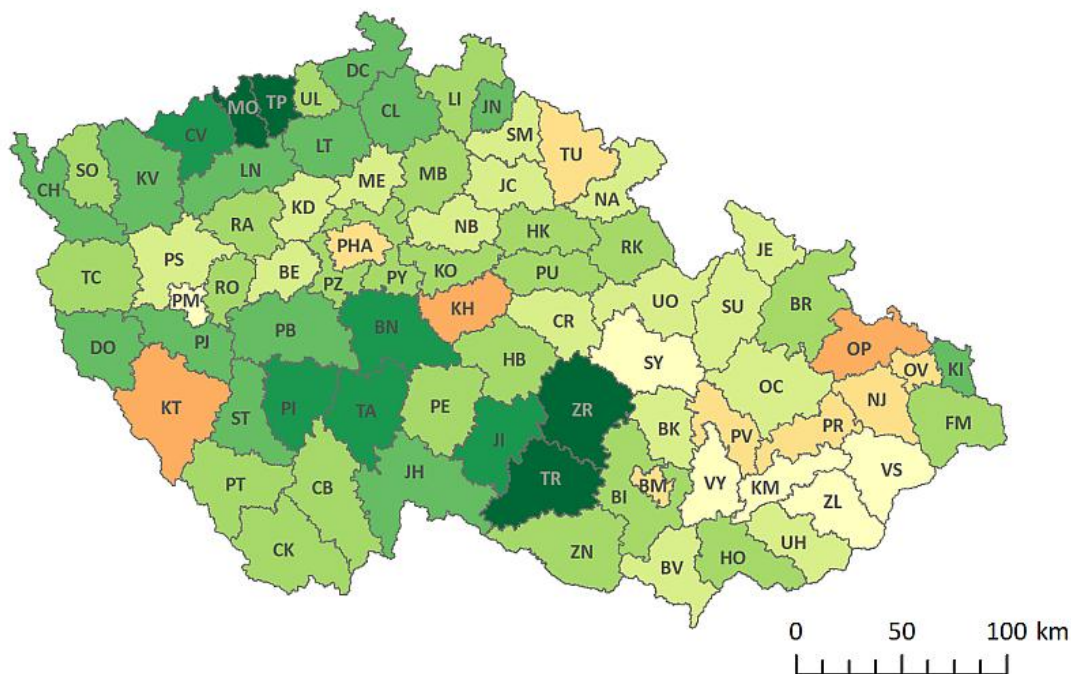 DC
MO TP UL LI JN
CV CL SM
LT TU
SO KV LN ME MB JC NA
CH KD
RA NB HK
PHA RK JE
TC PS BE KO PU
RO PZ PY
PM KH UO SU BR
DO PJ PB BN CR
HB SY OP OV KI
KT ST PI TA PE ZR OC NJ
JI BK PV PR FM
PT CB JH TR BM VY KM VS
BI ZL
CK ZN UH
BV HO
0 50 100 km